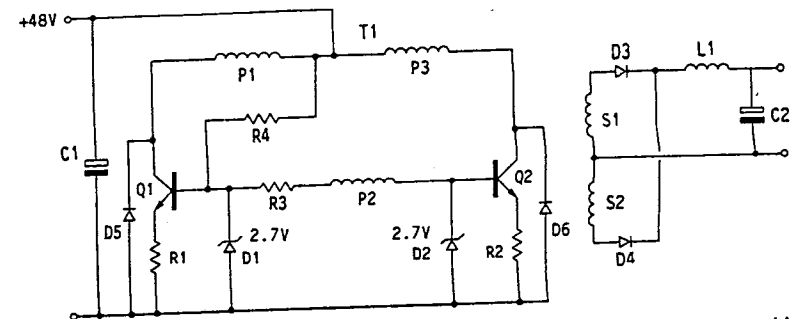 +48V
T1
P1
P3
D3
L1
R4
S1
C2
C1
Q1
Q2
R3
P2
S2
D5
2.7V
2.7V
D6
R1
D1
D2
R2
D4